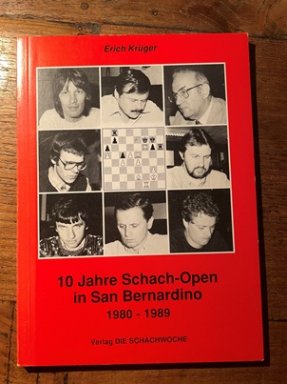 Erich Krüger
10 Jahre Schach-Open
in San Bernardino
1980 - 1989
Verlag DIE SCHACHWOCHE